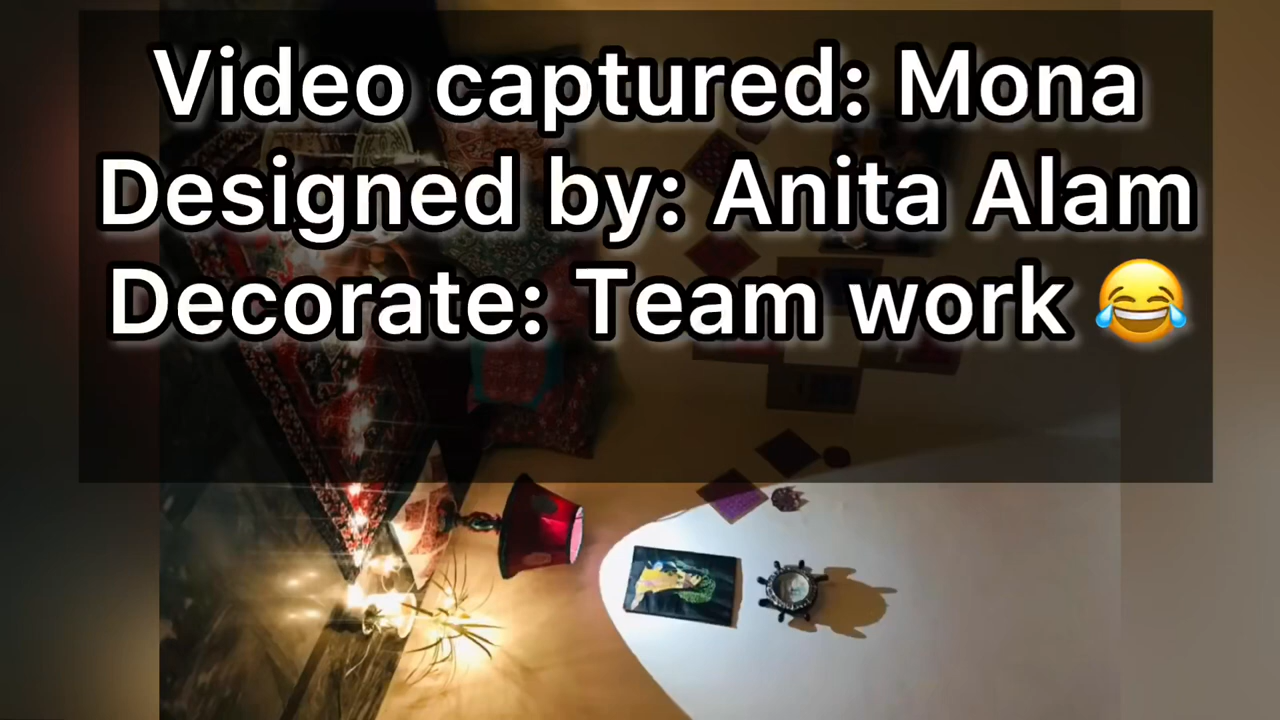 Video captured: Mona
Designed by: Anita Alam
Decorate: Team work 😂